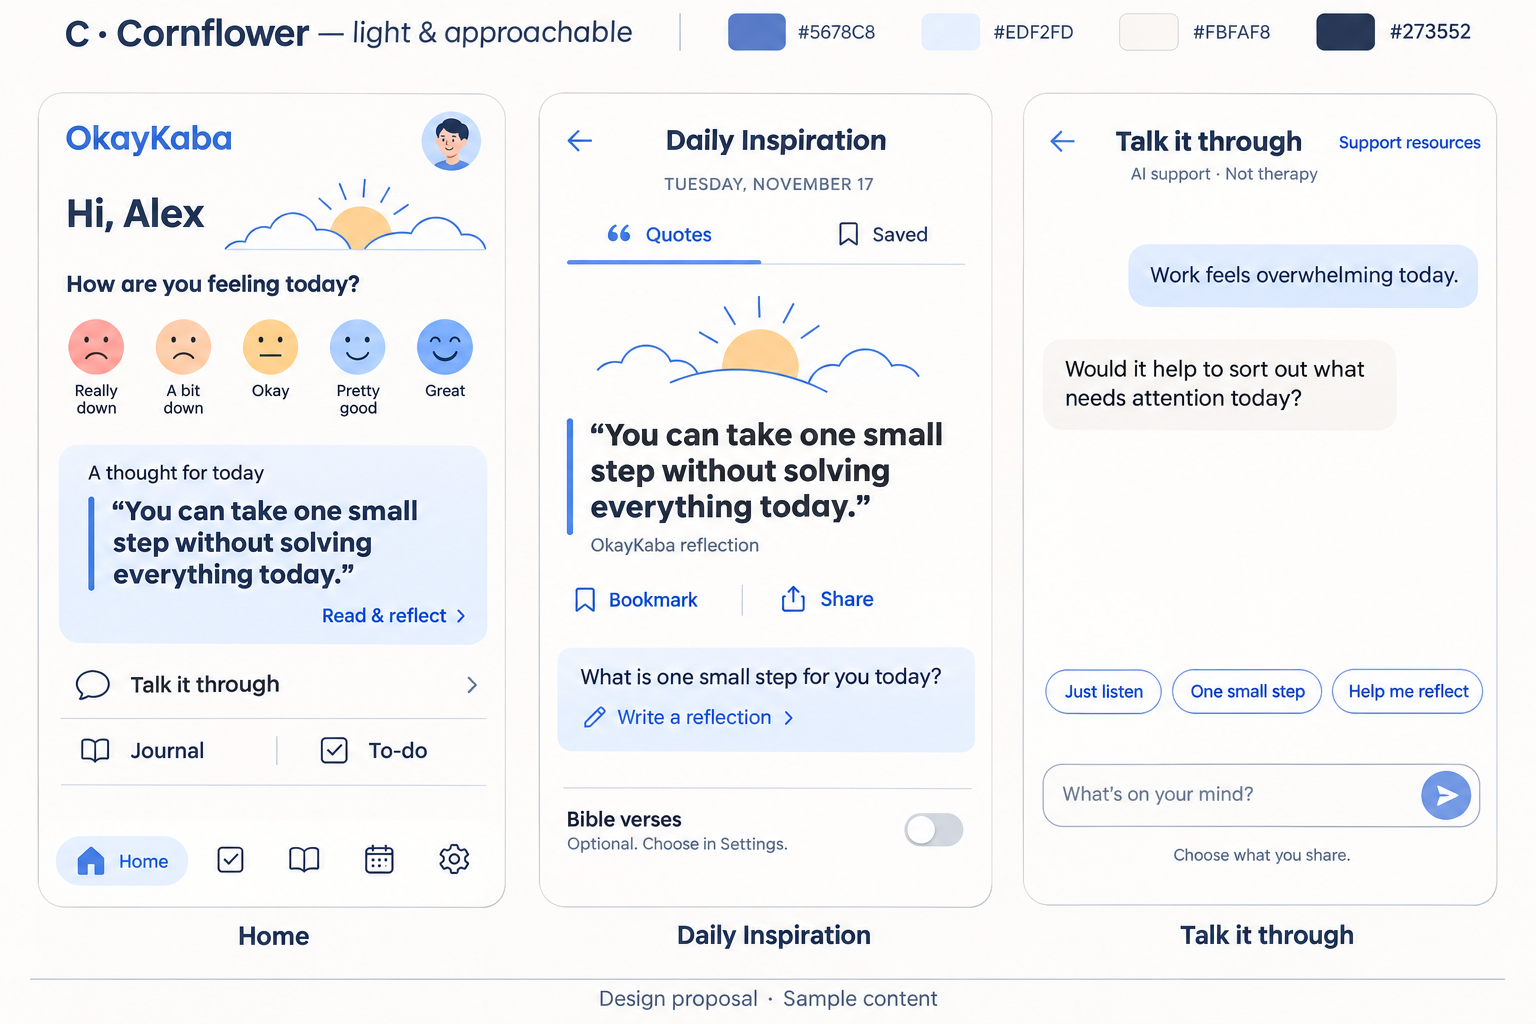 C · Cornflower — light & approachable
#5678C8
#EDF2FD
#FBFAF8
#273552
OkayKaba
Hi, Alex
How are you feeling today?
Really down
A bit down
Okay
Pretty good
Great
A thought for today
“You can take one small
step without solving
everything today.”
Read & reflect
Talk it through
Journal
To-do
Home
Home
Daily Inspiration
TUESDAY, NOVEMBER 17
Quotes
Saved
“You can take one small
step without solving
everything today.”
OkayKaba reflection
Bookmark
Share
What is one small step for you today?
Write a reflection
Bible verses
Optional. Choose in Settings.
Daily Inspiration
Talk it through
Support resources
AI support · Not therapy
Work feels overwhelming today.
Would it help to sort out what
needs attention today?
Just listen
One small step
Help me reflect
What's on your mind?
Choose what you share.
Talk it through
Design proposal · Sample content